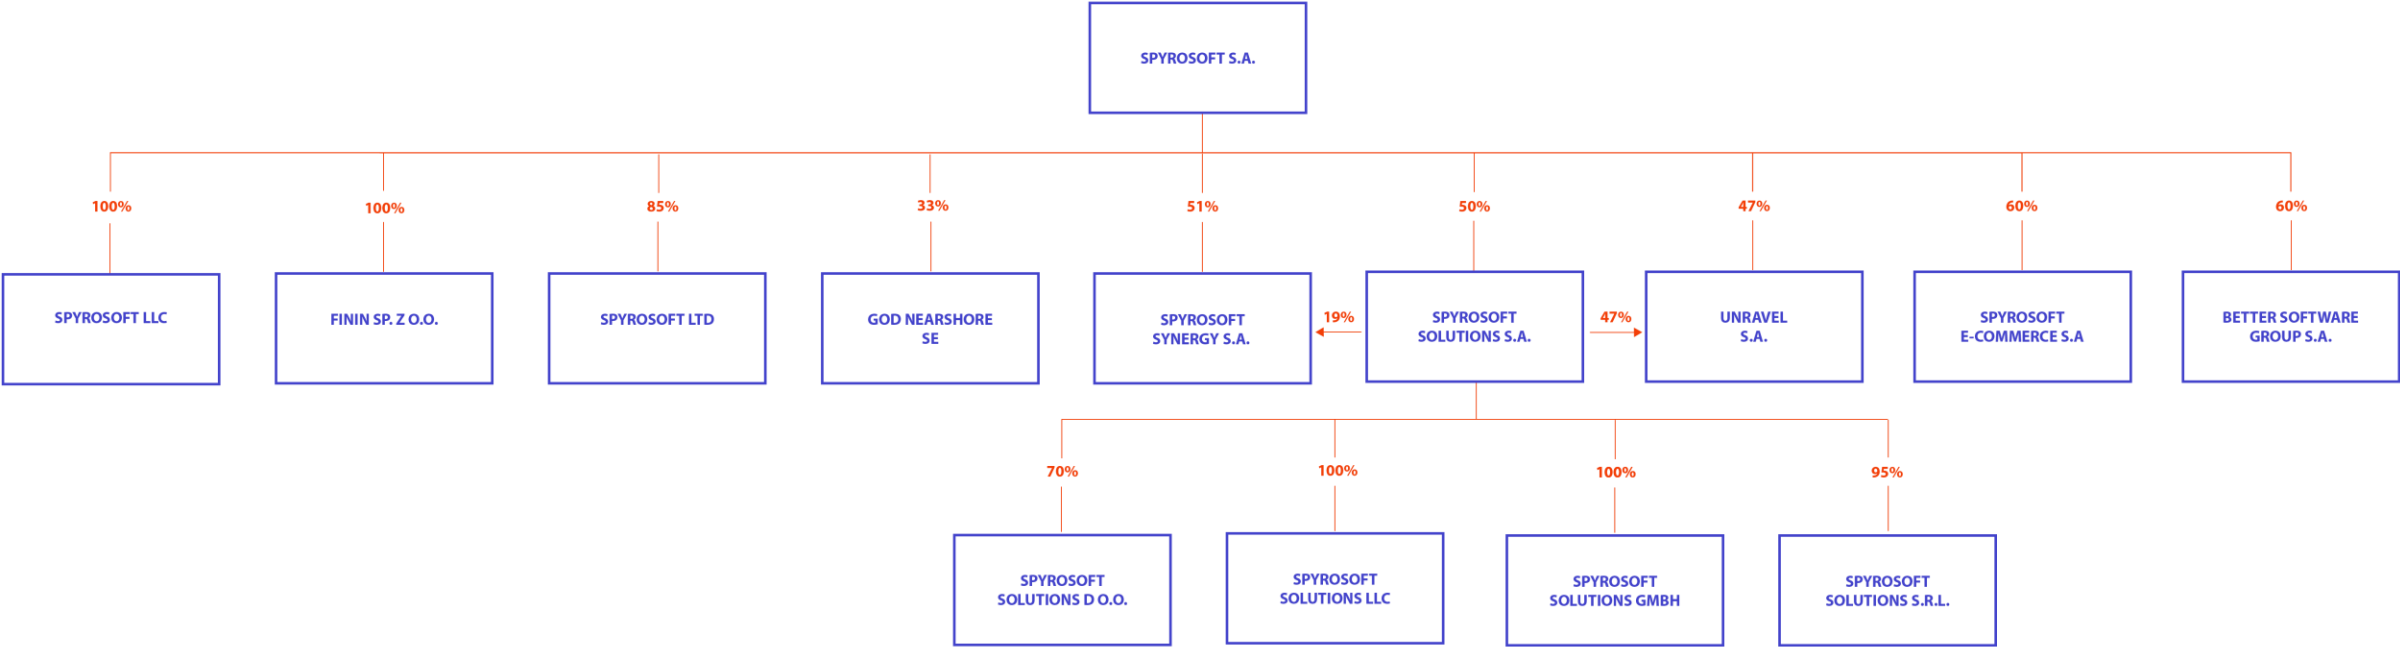 SPYROSOFT S.A.
100%
100%
85%
33%
51%
50%
47%
60%
60%
SPYROSOFT LLC
FININ SP. Z O.O.
SPYROSOFT LTD
GOD NEARSHORE
SE
SPYROSOFT
SYNERGY S.A.
19%
SPYROSOFT
SOLUTIONS S.A.
47%
UNRAVEL
S.A.
SPYROSOFT
E-COMMERCE S.A
BETTER SOFTWARE
GROUP S.A.
70%
100%
100%
95%
SPYROSOFT
SOLUTIONS D O.O.
SPYROSOFT
SOLUTIONS LLC
SPYROSOFT
SOLUTIONS GMBH
SPYROSOFT
SOLUTIONS S.R.L.